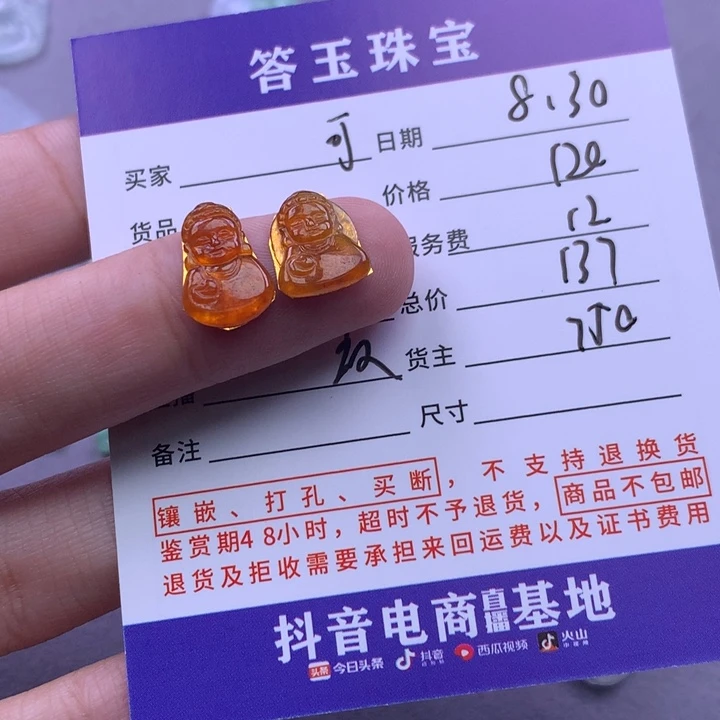 答玉珠宝
买家 可 日期 8.30
货品 价格 120
服务费 12
总价 137
播 玫 货主
备注 尺寸
镶嵌、打孔、买断，不支持退换货
鉴赏期48小时，超时不予退货，商品不包邮
退货及拒收需要承担来回运费以及证书费用
抖音电商直播基地
头条 今日头条 抖音 西瓜视频 火山